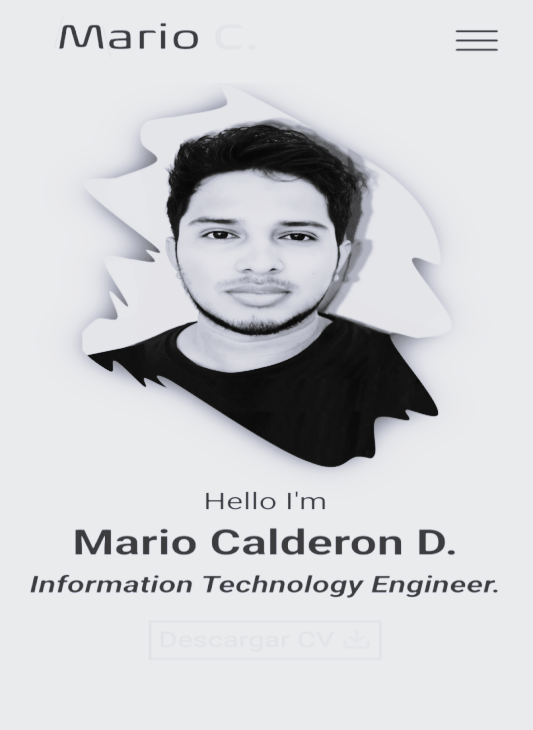 Mario C.
Hello I'm
Mario Calderon D.
Information Technology Engineer.
Descargar CV